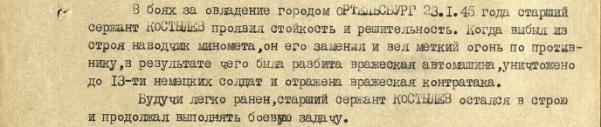 В боях за овладение городом ОРТЕЛЬСБУРГ 23.I.45 года старший
сержант КОСТЫЛЕВ проявил стойкость и решительность. Когда выбыл из
строя наводчик миномета,он его заменил и вел меткий огонь по против-
нику,в результате чего была разбита вражеская автомашина,уничтожено
до 13-ти немецких солдат и отражена вражеская контратака.
Будучи легко ранен,старший сержант КОСТЫЛЕВ остался в строю
и продолжал выполнять боевую задачу.